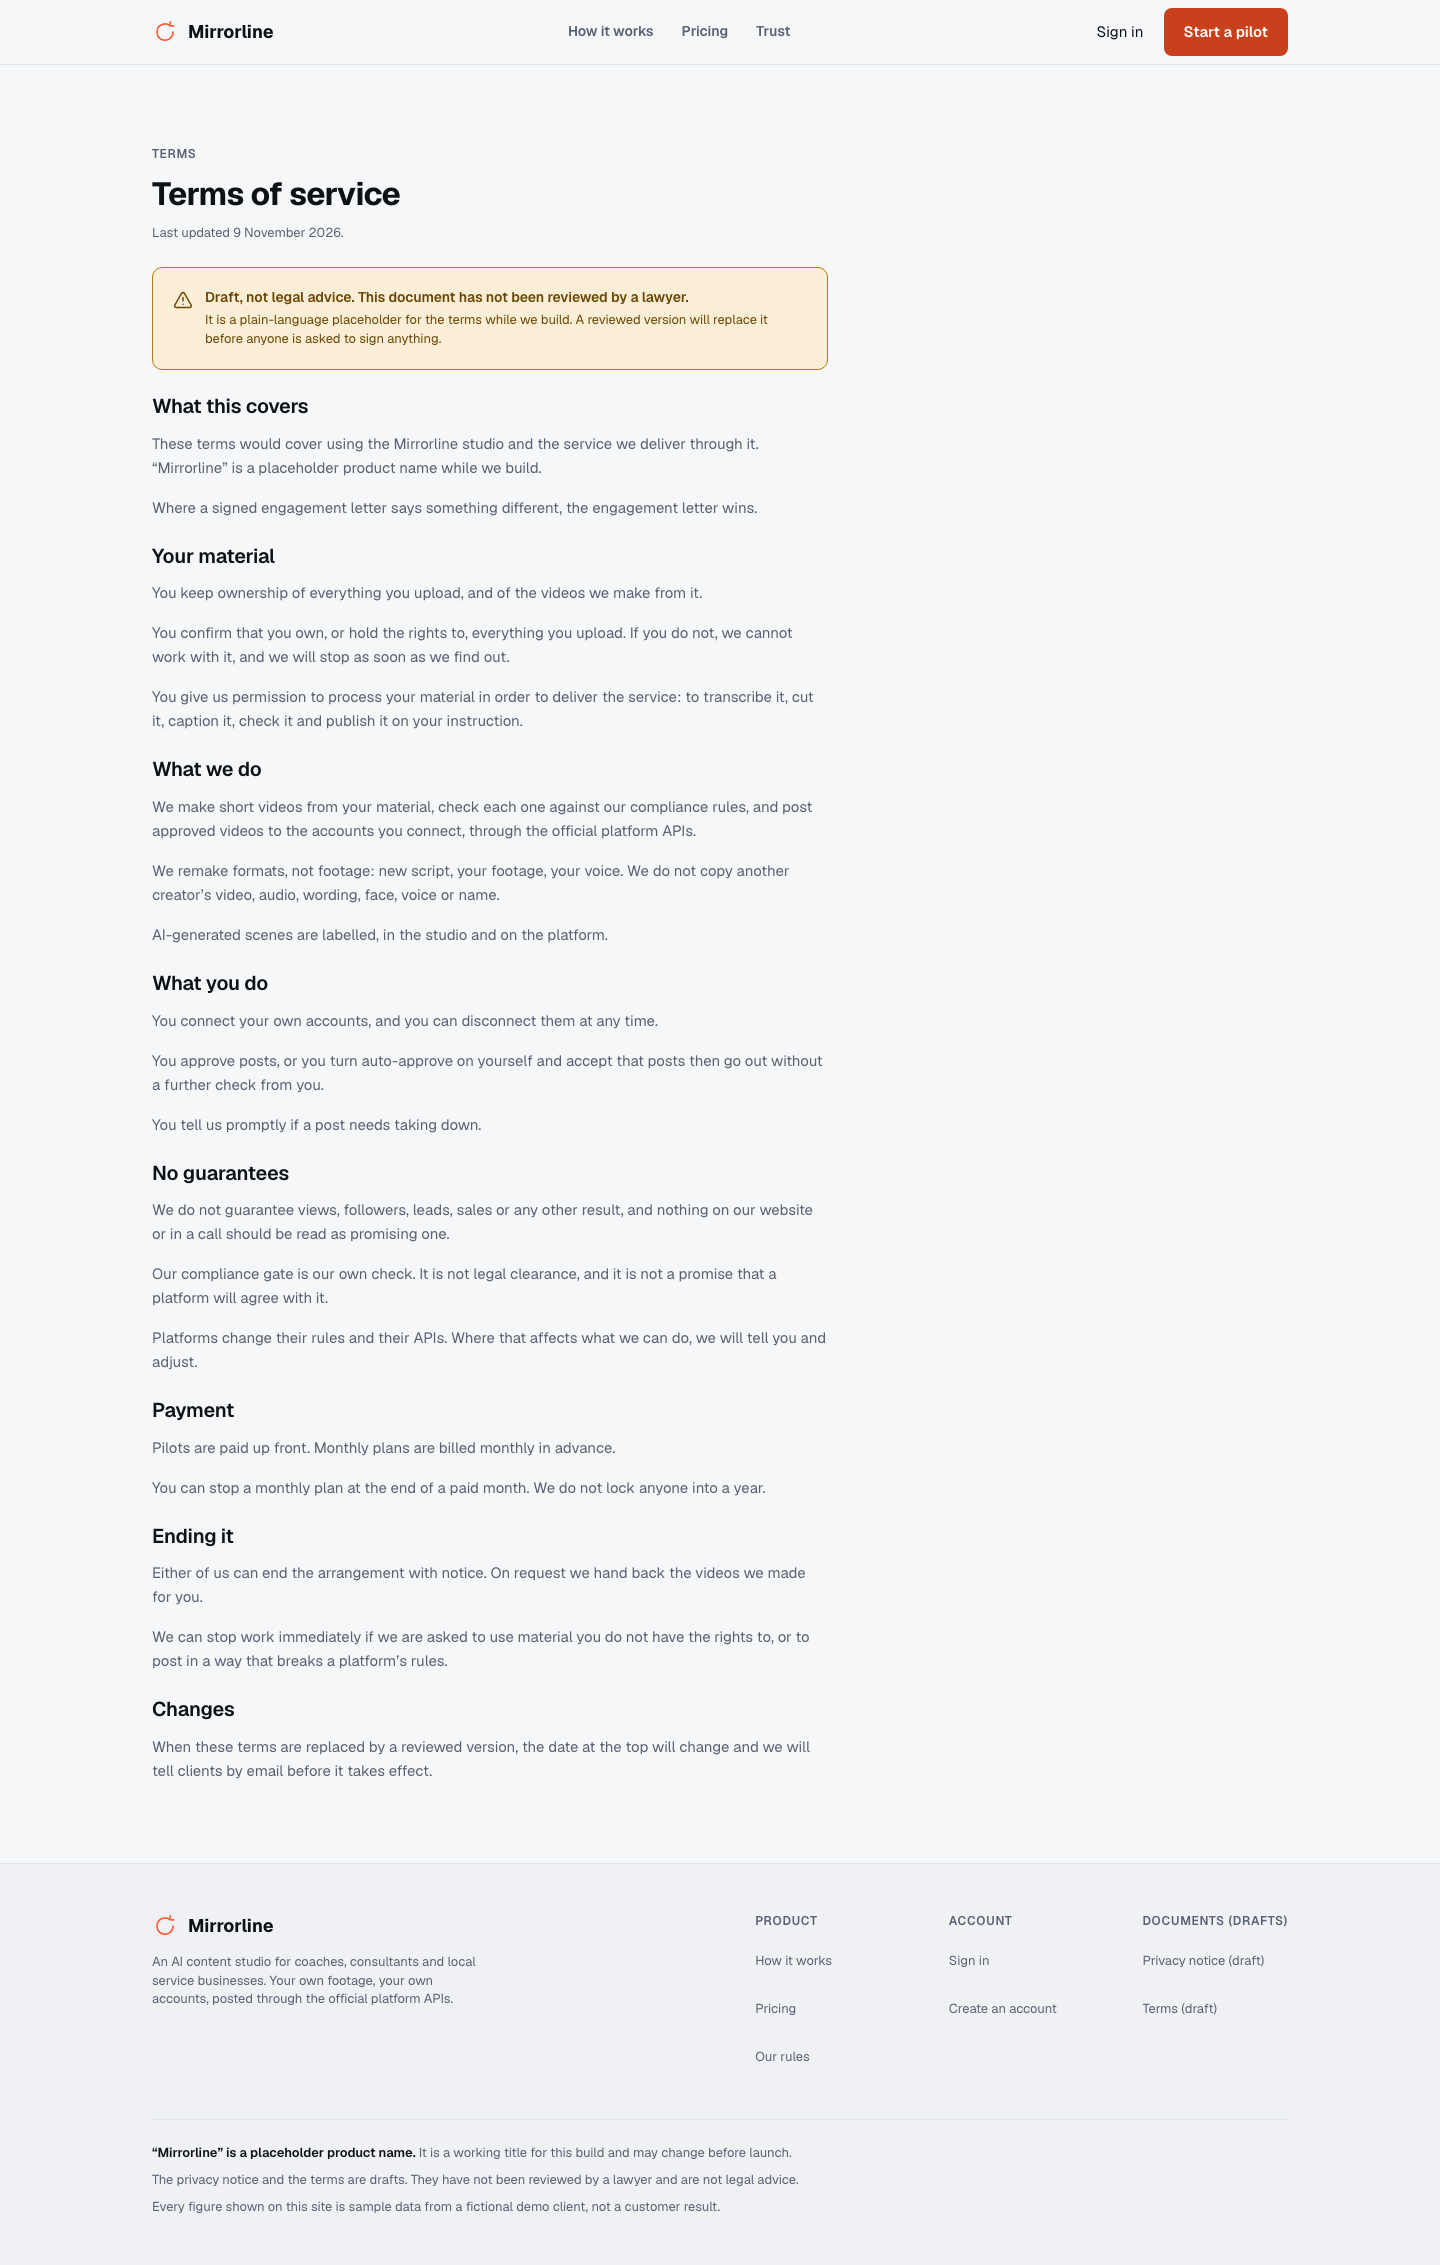 Mirrorline
How it works
Pricing
Trust
Sign in
Start a pilot
TERMS
Terms of service
Last updated 9 November 2026.
Draft, not legal advice. This document has not been reviewed by a lawyer.
It is a plain-language placeholder for the terms while we build. A reviewed version will replace it
before anyone is asked to sign anything.
What this covers
These terms would cover using the Mirrorline studio and the service we deliver through it.
“Mirrorline” is a placeholder product name while we build.
Where a signed engagement letter says something different, the engagement letter wins.
Your material
You keep ownership of everything you upload, and of the videos we make from it.
You confirm that you own, or hold the rights to, everything you upload. If you do not, we cannot
work with it, and we will stop as soon as we find out.
You give us permission to process your material in order to deliver the service: to transcribe it, cut
it, caption it, check it and publish it on your instruction.
What we do
We make short videos from your material, check each one against our compliance rules, and post
approved videos to the accounts you connect, through the official platform APIs.
We remake formats, not footage: new script, your footage, your voice. We do not copy another
creator’s video, audio, wording, face, voice or name.
AI-generated scenes are labelled, in the studio and on the platform.
What you do
You connect your own accounts, and you can disconnect them at any time.
You approve posts, or you turn auto-approve on yourself and accept that posts then go out without
a further check from you.
You tell us promptly if a post needs taking down.
No guarantees
We do not guarantee views, followers, leads, sales or any other result, and nothing on our website
or in a call should be read as promising one.
Our compliance gate is our own check. It is not legal clearance, and it is not a promise that a
platform will agree with it.
Platforms change their rules and their APIs. Where that affects what we can do, we will tell you and
adjust.
Payment
Pilots are paid up front. Monthly plans are billed monthly in advance.
You can stop a monthly plan at the end of a paid month. We do not lock anyone into a year.
Ending it
Either of us can end the arrangement with notice. On request we hand back the videos we made
for you.
We can stop work immediately if we are asked to use material you do not have the rights to, or to
post in a way that breaks a platform’s rules.
Changes
When these terms are replaced by a reviewed version, the date at the top will change and we will
tell clients by email before it takes effect.
Mirrorline
An AI content studio for coaches, consultants and local
service businesses. Your own footage, your own
accounts, posted through the official platform APIs.
PRODUCT
How it works
Pricing
Our rules
ACCOUNT
Sign in
Create an account
DOCUMENTS (DRAFTS)
Privacy notice (draft)
Terms (draft)
“Mirrorline” is a placeholder product name. It is a working title for this build and may change before launch.
The privacy notice and the terms are drafts. They have not been reviewed by a lawyer and are not legal advice.
Every figure shown on this site is sample data from a fictional demo client, not a customer result.